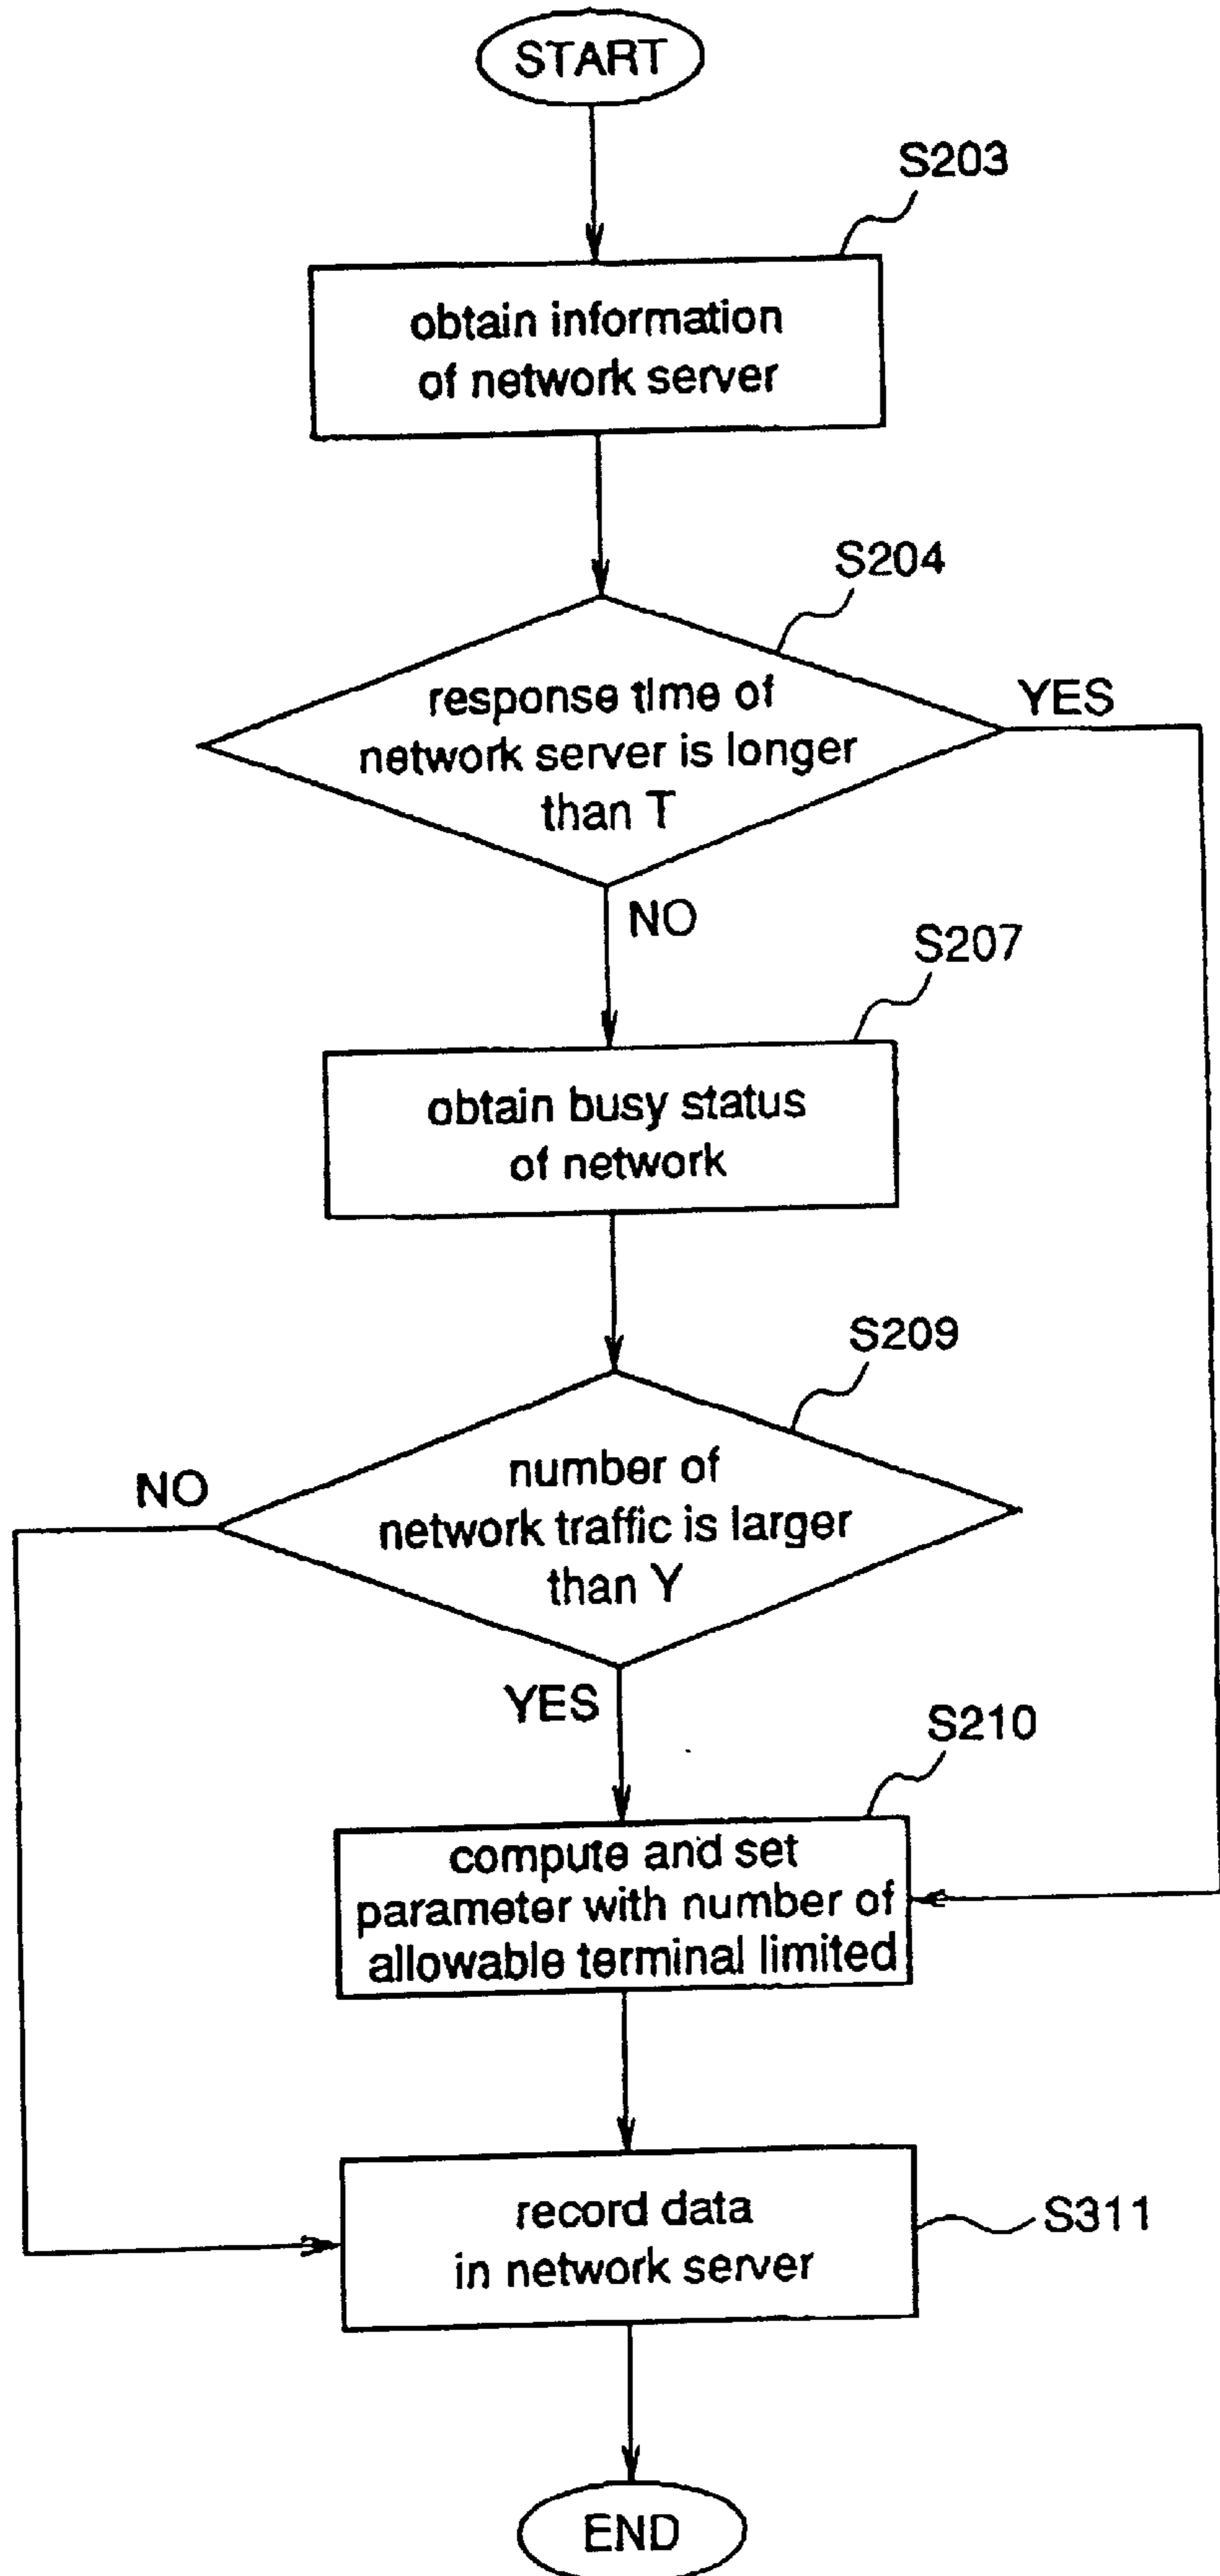 START
S203
obtain information
of network server
S204
response time of
network server is longer
than T
YES
NO
S207
obtain busy status
of network
S209
number of
network traffic is larger
than Y
NO
YES
S210
compute and set
parameter with number of
allowable terminal limited
record data
in network server
S311
END